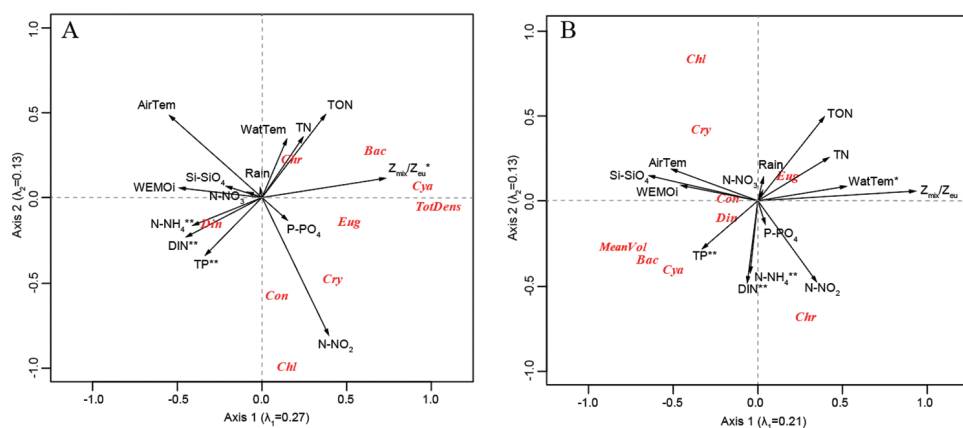 A
1.0
0.5
0.0
-0.5
-1.0
Axis 2 (λ2=0.13)
AirTem
TON
WatTem
TN
Chr
Bac
Rain
Zmix/Zeu*
Si-SiO4
WEMOi
N-NO3
Cya
TotDens
N-NH4**
Din
P-PO4
Eug
DIN**
TP**
Cry
Con
N-NO2
Chl
-1.0
-0.5
0.0
0.5
1.0
Axis 1 (λ1=0.27)
B
1.0
0.5
0.0
-0.5
-1.0
Axis 2 (λ2=0.13)
Chl
TON
Cry
TN
AirTem
Rain
Si-SiO4
N-NO3
Eug
WatTem*
WEMOi
Zmix/Zeu
Con
Din
P-PO4
MeanVol
TP**
Bac
Cya
N-NH4**
DIN**
N-NO2
Chr
-1.0
-0.5
0.0
0.5
1.0
Axis 1 (λ1=0.21)